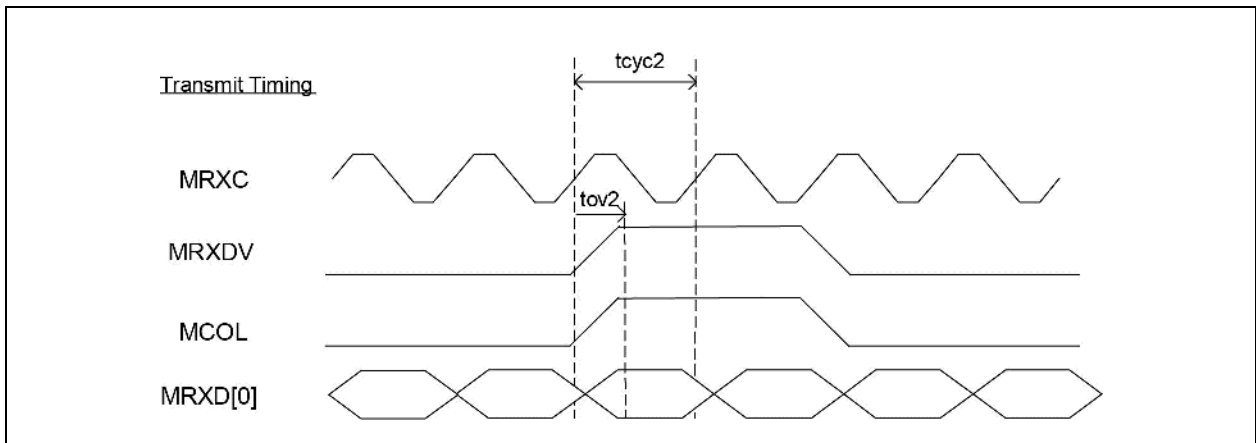 tcyc2
Transmit Timing
MRXC
tov2
MRXDV
MCOL
MRXD[0]